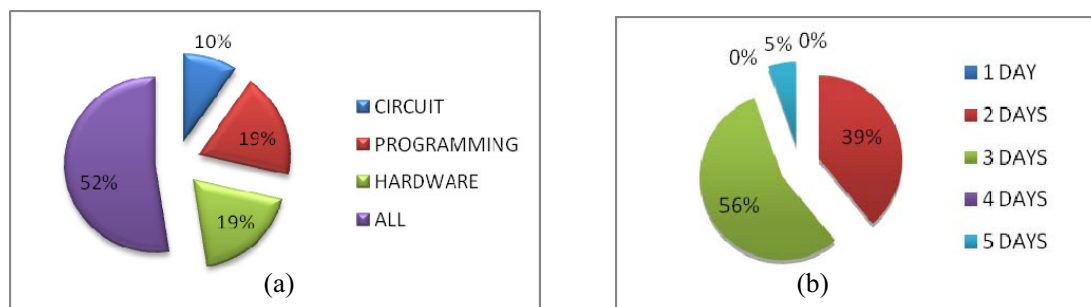 10%
19%
19%
52%
CIRCUIT
PROGRAMMING
HARDWARE
ALL
(a)
0%
5%
0%
39%
56%
1 DAY
2 DAYS
3 DAYS
4 DAYS
5 DAYS
(b)